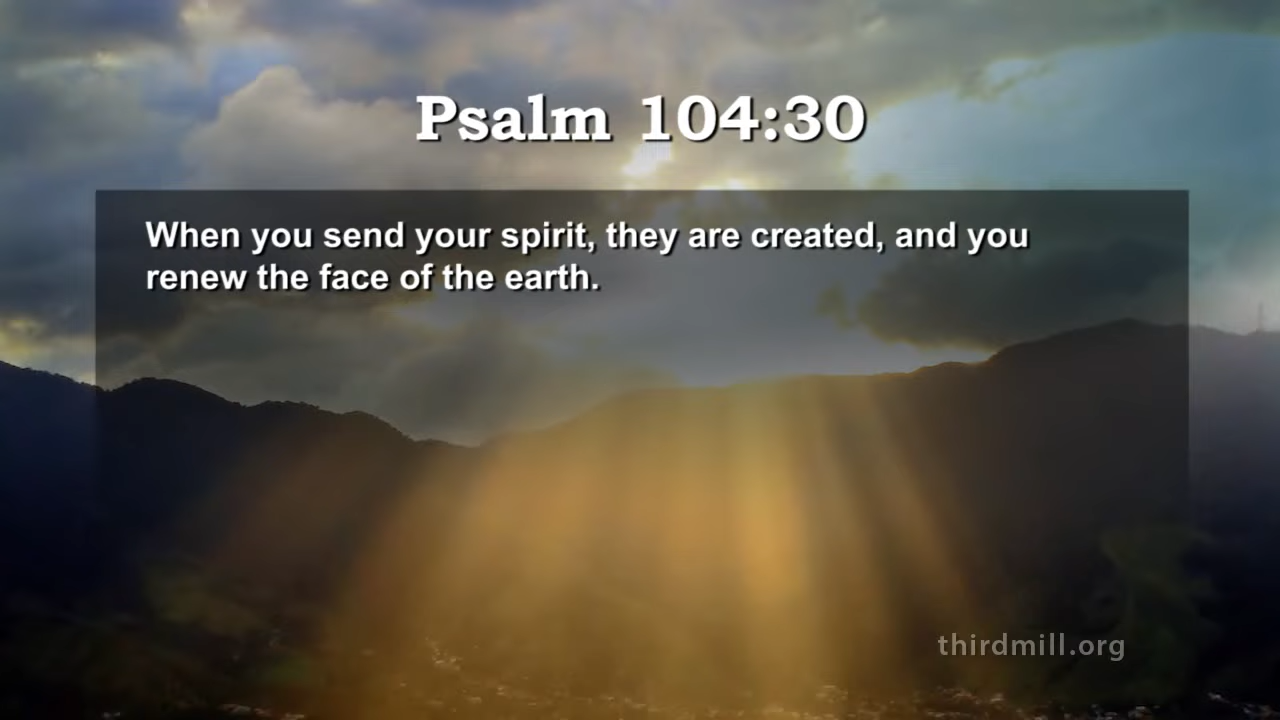 Psalm 104:30
When you send your spirit, they are created, and you
renew the face of the earth.
thirdmill.org